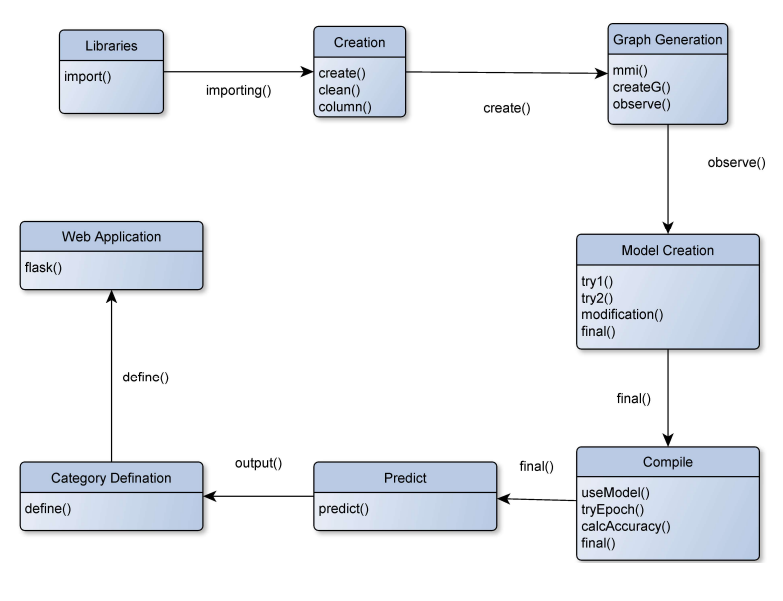 Libraries
import()
importing()
Creation
create()
clean()
column()
create()
Graph Generation
mmi()
createG()
observe()
observe()
Model Creation
try1()
try2()
modification()
final()
final()
Compile
useModel()
tryEpoch()
calcAccuracy()
final()
final()
Predict
predict()
output()
Category Defination
define()
define()
Web Application
flask()